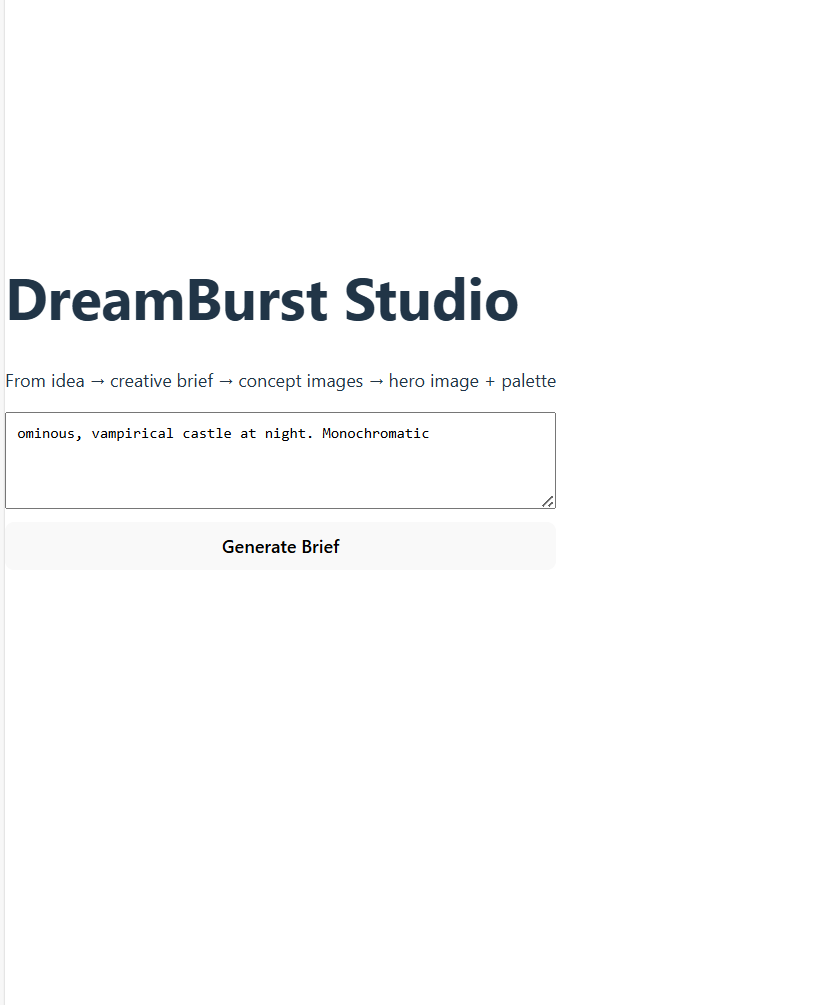 DreamBurst Studio
From idea → creative brief → concept images → hero image + palette
ominous, vampirical castle at night. Monochromatic
Generate Brief